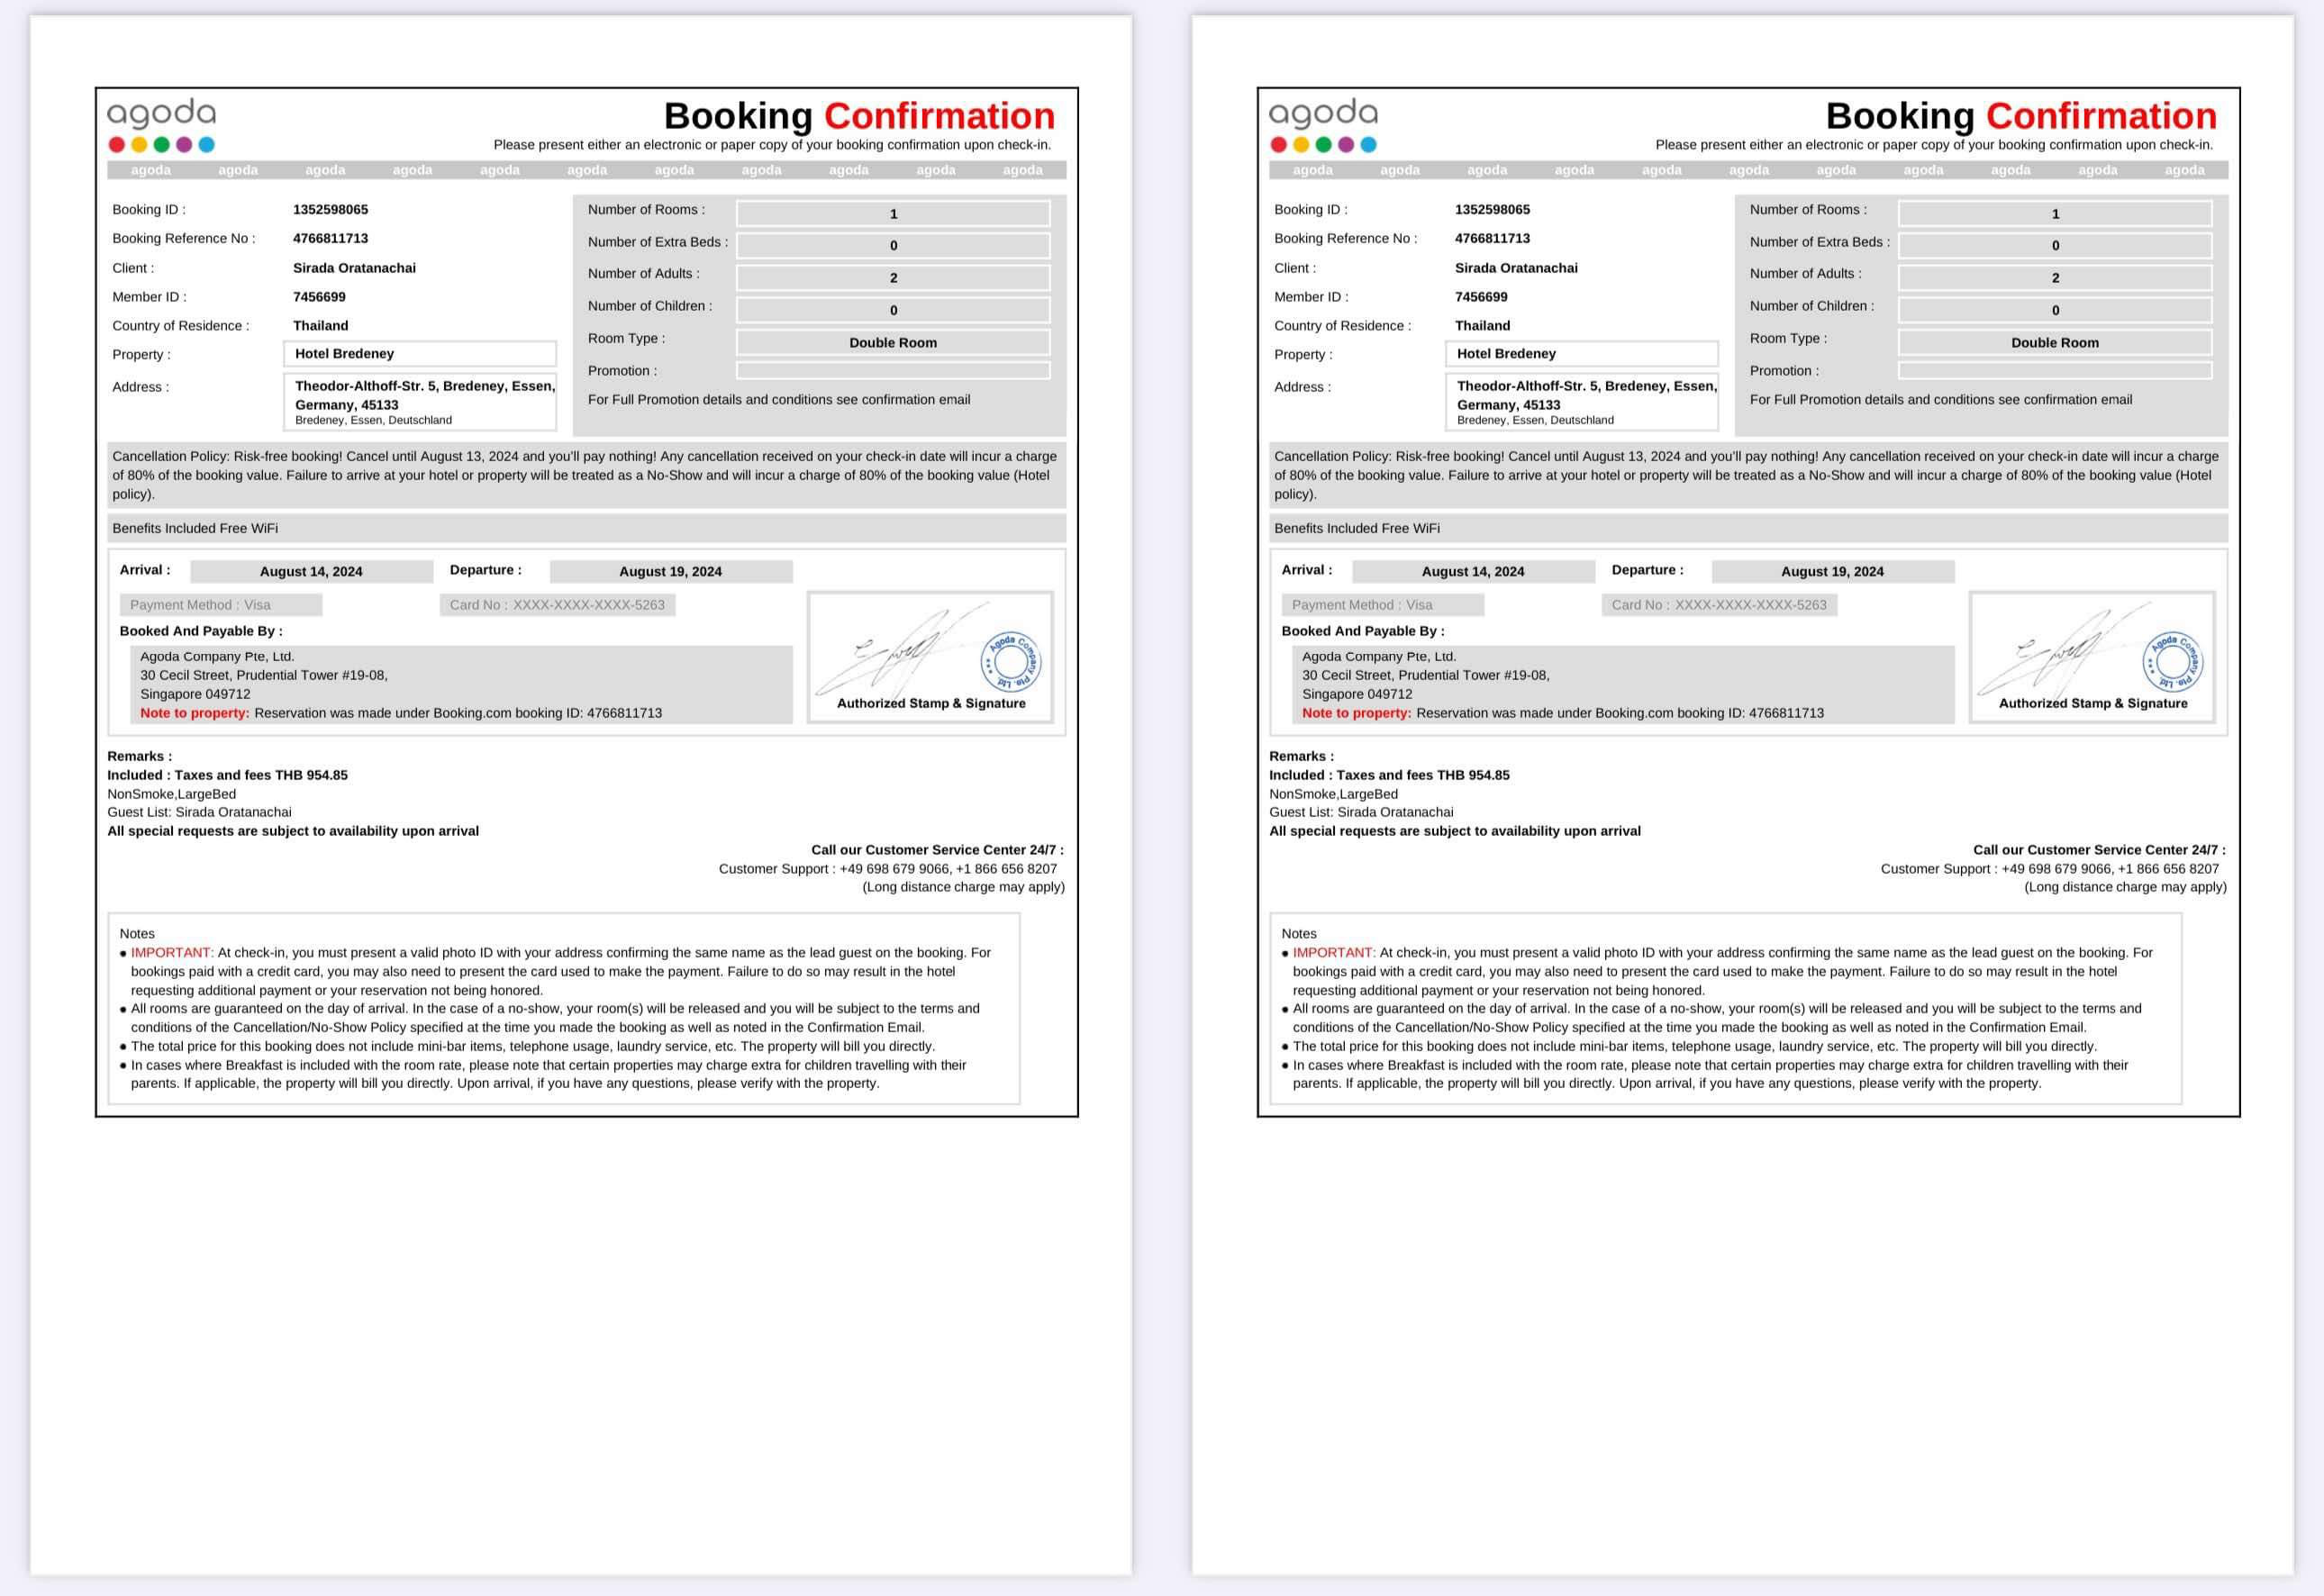 agoda
Booking Confirmation
Please present either an electronic or paper copy of your booking confirmation upon check-in.
agoda agoda agoda agoda agoda agoda agoda agoda agoda agoda agoda
Booking ID : 1352598065
Booking Reference No : 4766811713
Client : Sirada Oratanachai
Member ID : 7456699
Country of Residence : Thailand
Property : Hotel Bredeney
Address : Theodor-Althoff-Str. 5, Bredeney, Essen,
Germany, 45133
Bredeney, Essen, Deutschland
Number of Rooms : 1
Number of Extra Beds : 0
Number of Adults : 2
Number of Children : 0
Room Type : Double Room
Promotion :
For Full Promotion details and conditions see confirmation email
Cancellation Policy: Risk-free booking! Cancel until August 13, 2024 and you'll pay nothing! Any cancellation received on your check-in date will incur a charge
of 80% of the booking value. Failure to arrive at your hotel or property will be treated as a No-Show and will incur a charge of 80% of the booking value (Hotel
policy).
Benefits Included Free WiFi
Arrival : August 14, 2024 Departure : August 19, 2024
Payment Method : Visa Card No : XXXX-XXXX-XXXX-5263
Booked And Payable By :
Agoda Company Pte, Ltd.
30 Cecil Street, Prudential Tower #19-08,
Singapore 049712
Note to property: Reservation was made under Booking.com booking ID: 4766811713
Agoda Company Pte. Ltd.
Authorized Stamp & Signature
Remarks :
Included : Taxes and fees THB 954.85
NonSmoke,LargeBed
Guest List: Sirada Oratanachai
All special requests are subject to availability upon arrival
Call our Customer Service Center 24/7 :
Customer Support : +49 698 679 9066, +1 866 656 8207
(Long distance charge may apply)
Notes
● IMPORTANT: At check-in, you must present a valid photo ID with your address confirming the same name as the lead guest on the booking. For
bookings paid with a credit card, you may also need to present the card used to make the payment. Failure to do so may result in the hotel
requesting additional payment or your reservation not being honored.
● All rooms are guaranteed on the day of arrival. In the case of a no-show, your room(s) will be released and you will be subject to the terms and
conditions of the Cancellation/No-Show Policy specified at the time you made the booking as well as noted in the Confirmation Email.
● The total price for this booking does not include mini-bar items, telephone usage, laundry service, etc. The property will bill you directly.
● In cases where Breakfast is included with the room rate, please note that certain properties may charge extra for children travelling with their
parents. If applicable, the property will bill you directly. Upon arrival, if you have any questions, please verify with the property.
agoda
Booking Confirmation
Please present either an electronic or paper copy of your booking confirmation upon check-in.
agoda agoda agoda agoda agoda agoda agoda agoda agoda agoda agoda
Booking ID : 1352598065
Booking Reference No : 4766811713
Client : Sirada Oratanachai
Member ID : 7456699
Country of Residence : Thailand
Property : Hotel Bredeney
Address : Theodor-Althoff-Str. 5, Bredeney, Essen,
Germany, 45133
Bredeney, Essen, Deutschland
Number of Rooms : 1
Number of Extra Beds : 0
Number of Adults : 2
Number of Children : 0
Room Type : Double Room
Promotion :
For Full Promotion details and conditions see confirmation email
Cancellation Policy: Risk-free booking! Cancel until August 13, 2024 and you'll pay nothing! Any cancellation received on your check-in date will incur a charge
of 80% of the booking value. Failure to arrive at your hotel or property will be treated as a No-Show and will incur a charge of 80% of the booking value (Hotel
policy).
Benefits Included Free WiFi
Arrival : August 14, 2024 Departure : August 19, 2024
Payment Method : Visa Card No : XXXX-XXXX-XXXX-5263
Booked And Payable By :
Agoda Company Pte, Ltd.
30 Cecil Street, Prudential Tower #19-08,
Singapore 049712
Note to property: Reservation was made under Booking.com booking ID: 4766811713
Agoda Company Pte. Ltd.
Authorized Stamp & Signature
Remarks :
Included : Taxes and fees THB 954.85
NonSmoke,LargeBed
Guest List: Sirada Oratanachai
All special requests are subject to availability upon arrival
Call our Customer Service Center 24/7 :
Customer Support : +49 698 679 9066, +1 866 656 8207
(Long distance charge may apply)
Notes
● IMPORTANT: At check-in, you must present a valid photo ID with your address confirming the same name as the lead guest on the booking. For
bookings paid with a credit card, you may also need to present the card used to make the payment. Failure to do so may result in the hotel
requesting additional payment or your reservation not being honored.
● All rooms are guaranteed on the day of arrival. In the case of a no-show, your room(s) will be released and you will be subject to the terms and
conditions of the Cancellation/No-Show Policy specified at the time you made the booking as well as noted in the Confirmation Email.
● The total price for this booking does not include mini-bar items, telephone usage, laundry service, etc. The property will bill you directly.
● In cases where Breakfast is included with the room rate, please note that certain properties may charge extra for children travelling with their
parents. If applicable, the property will bill you directly. Upon arrival, if you have any questions, please verify with the property.